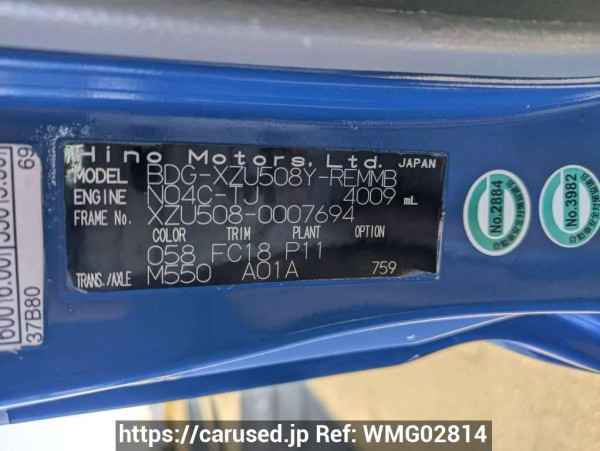 Hino Motors, Ltd. JAPAN
MODEL BDG-XZU508Y-REMMB
ENGINE N04C-TJ 4009 mL
FRAME No. XZU508-0007694
COLOR TRIM PLANT OPTION
058 FC18 P11
TRANS./AXLE M550 A01A 759
No.2884
No.3982
69
37B80
https://carused.jp Ref: WMG02814